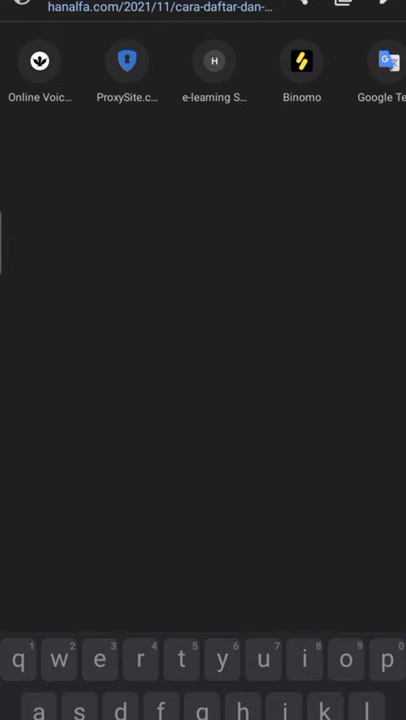 hanalfa.com/2021/11/cara-daftar-dan-...
Online Voic... ProxySite.c... e-learning S... Binomo Google Te
H
1 2 3 4 5 6 7 8 9 0
q w e r t y u i o p
a s d f g h j k l